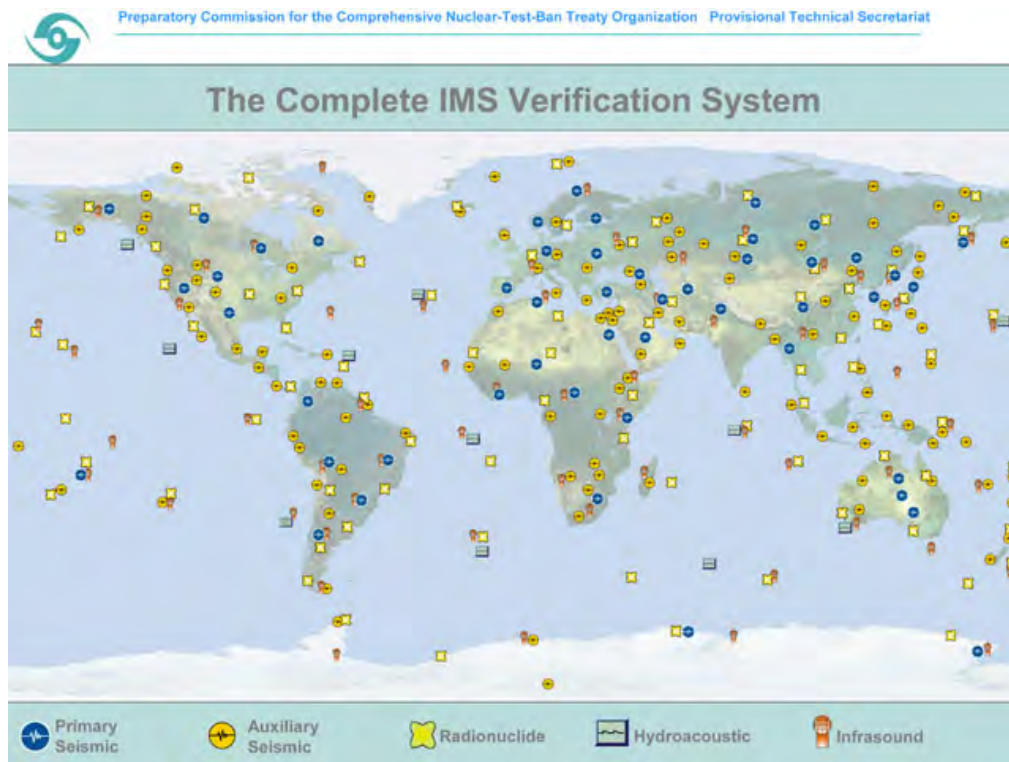 Preparatory Commission for the Comprehensive Nuclear-Test-Ban Treaty Organization Provisional Technical Secretariat
The Complete IMS Verification System
Primary
Seismic
Auxiliary
Seismic
Radionuclide
Hydroacoustic
Infrasound